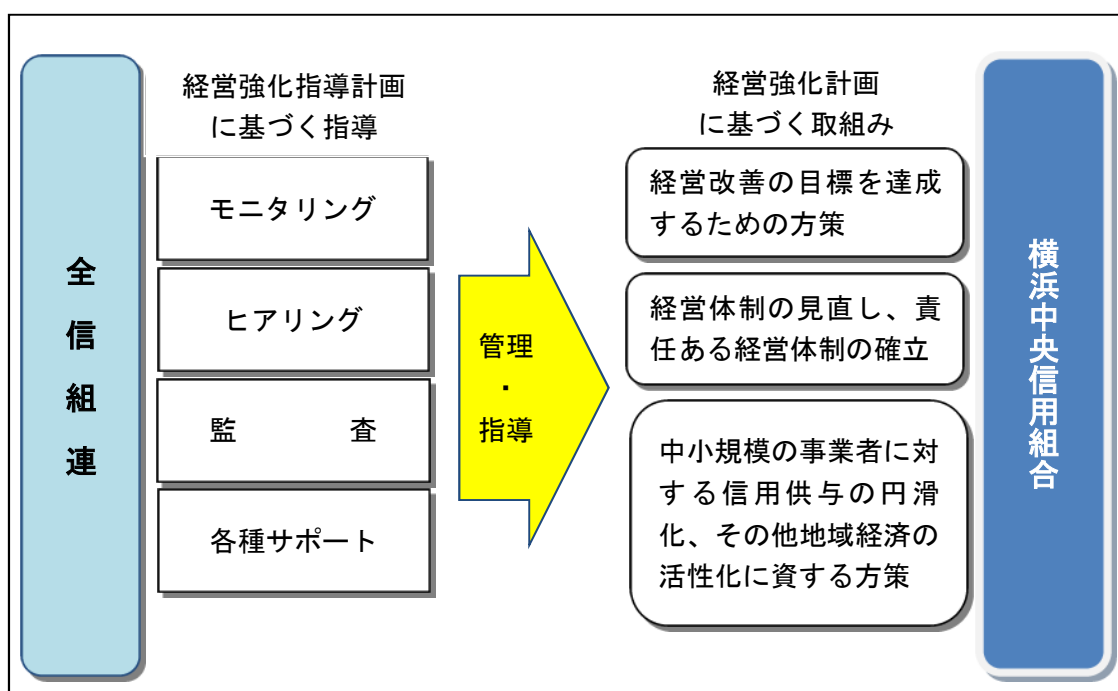 全信組連
経営強化指導計画
に基づく指導
モニタリング
ヒアリング
監　　　査
各種サポート
管理
・
指導
経営強化計画
に基づく取組み
経営改善の目標を達成
するための方策
経営体制の見直し、責
任ある経営体制の確立
中小規模の事業者に対
する信用供与の円滑
化、その他地域経済の
活性化に資する方策
横浜中央信用組合